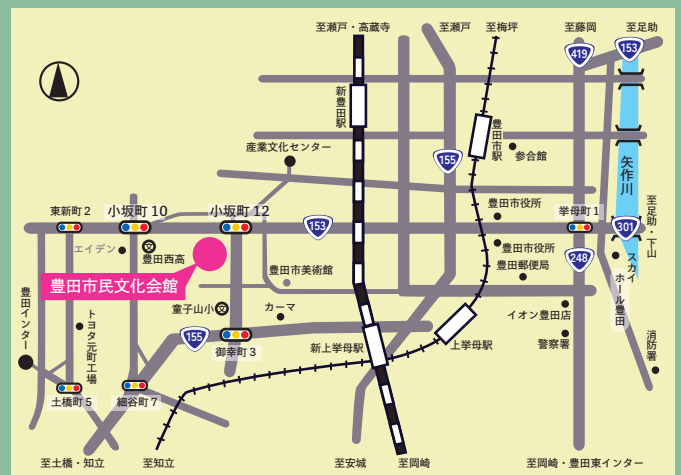 至瀬戸・高蔵寺
至瀬戸
至梅坪
至藤岡
至足助
419
153
新豊田駅
豊田市駅
参合館
産業文化センター
155
矢作川
東新町2
小坂町10
小坂町12
153
豊田市役所
挙母町1
301
至足助・下山
エイデン
豊田西高
豊田市役所
豊田郵便局
248
スカイホール豊田
豊田市民文化会館
豊田市美術館
豊田インター
トヨタ元町工場
童子山小
カーマ
イオン豊田店
155
御幸町3
新上挙母駅
上挙母駅
警察署
消防署
土橋町5
細谷町7
至土橋・知立
至知立
至安城
至岡崎
至岡崎・豊田東インター